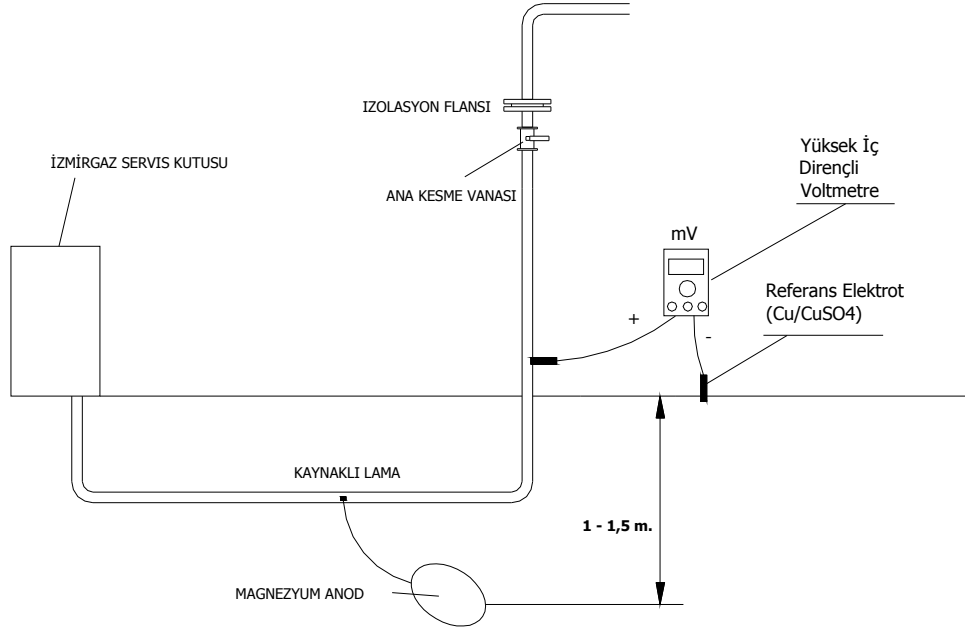 IZOLASYON FLANSI
İZMİRGAZ SERVIS KUTUSU
ANA KESME VANASI
Yüksek İç
Dirençli
Voltmetre
mV
Referans Elektrot
(Cu/CuSO4)
+
-
KAYNAKLI LAMA
1 - 1,5 m.
MAGNEZYUM ANOD